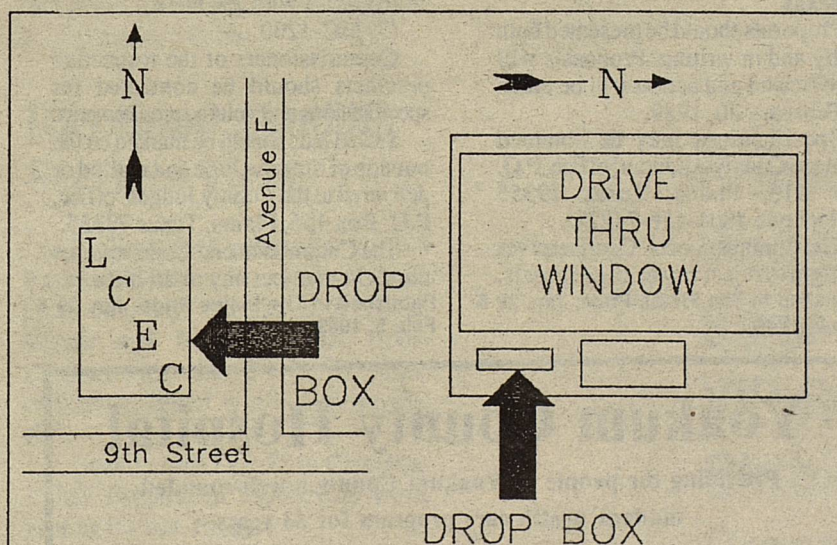 N
Avenue F
L
C
E
C
DROP
BOX
9th Street
N
DRIVE
THRU
WINDOW
DROP BOX